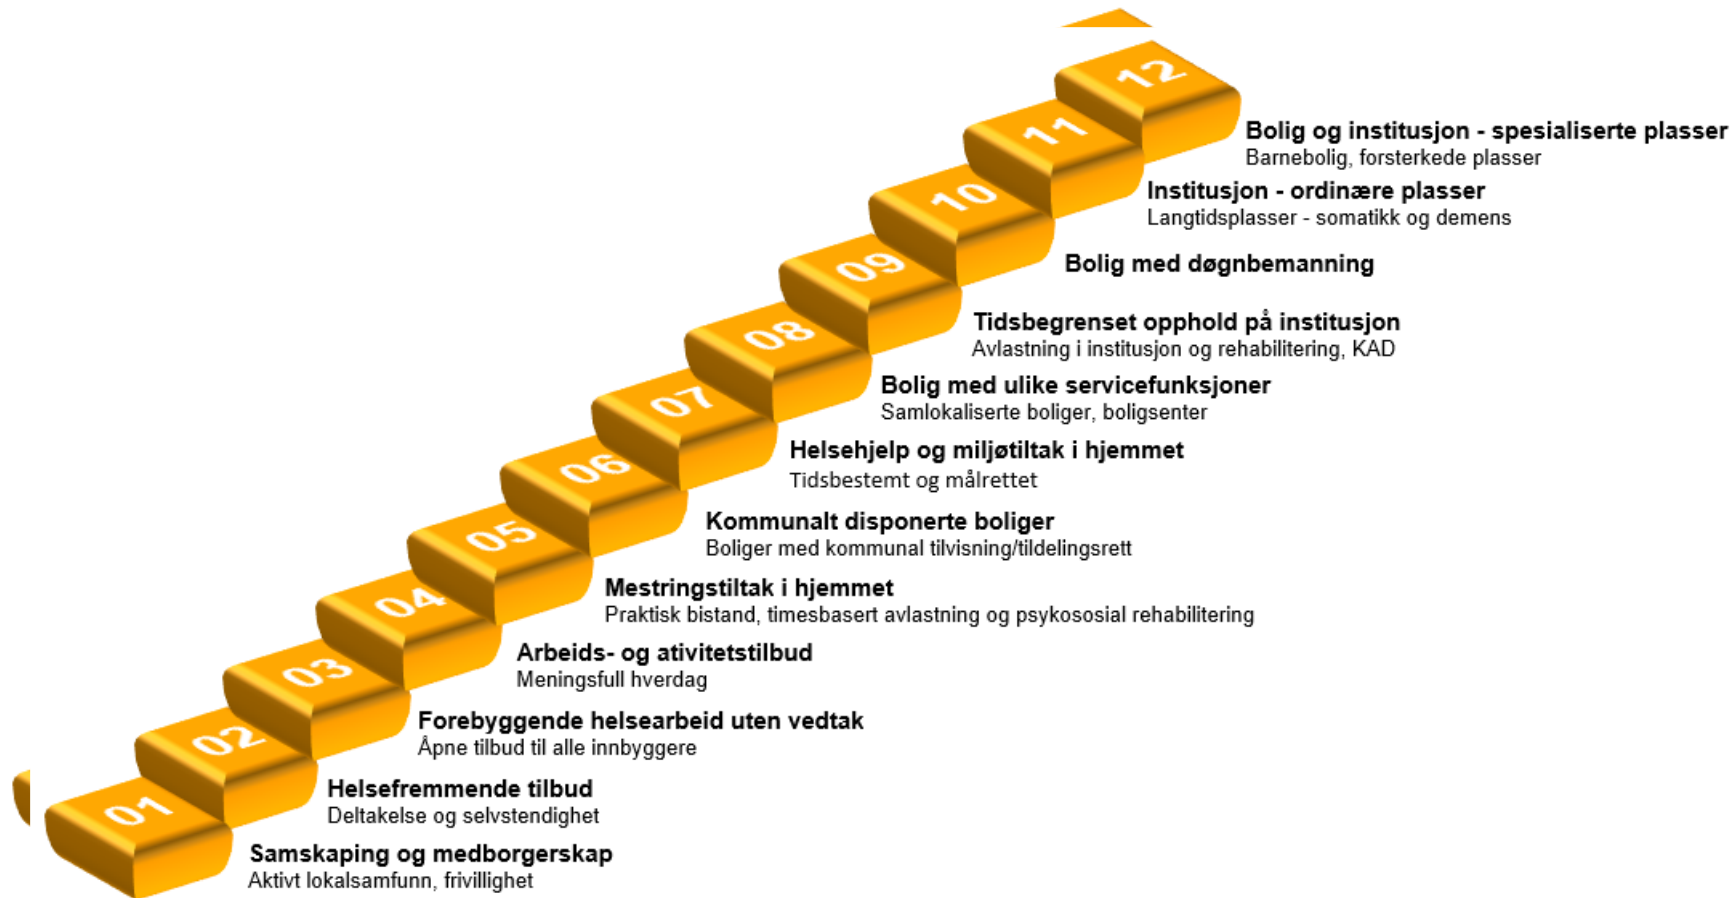 12
Bolig og institusjon - spesialiserte plasser
Barnebolig, forsterkede plasser
11
Institusjon - ordinære plasser
Langtidsplasser - somatikk og demens
10
Bolig med døgnbemanning
09
Tidsbegrenset opphold på institusjon
Avlastning i institusjon og rehabilitering, KAD
08
Bolig med ulike servicefunksjoner
Samlokaliserte boliger, boligsenter
07
Helsehjelp og miljøtiltak i hjemmet
Tidsbestemt og målrettet
06
Kommunalt disponerte boliger
Boliger med kommunal tilvisning/tildelingsrett
05
Mestringstiltak i hjemmet
Praktisk bistand, timesbasert avlastning og psykososial rehabilitering
04
Arbeids- og ativitetstilbud
Meningsfull hverdag
03
Forebyggende helsearbeid uten vedtak
Åpne tilbud til alle innbyggere
02
Helsefremmende tilbud
Deltakelse og selvstendighet
01
Samskaping og medborgerskap
Aktivt lokalsamfunn, frivillighet